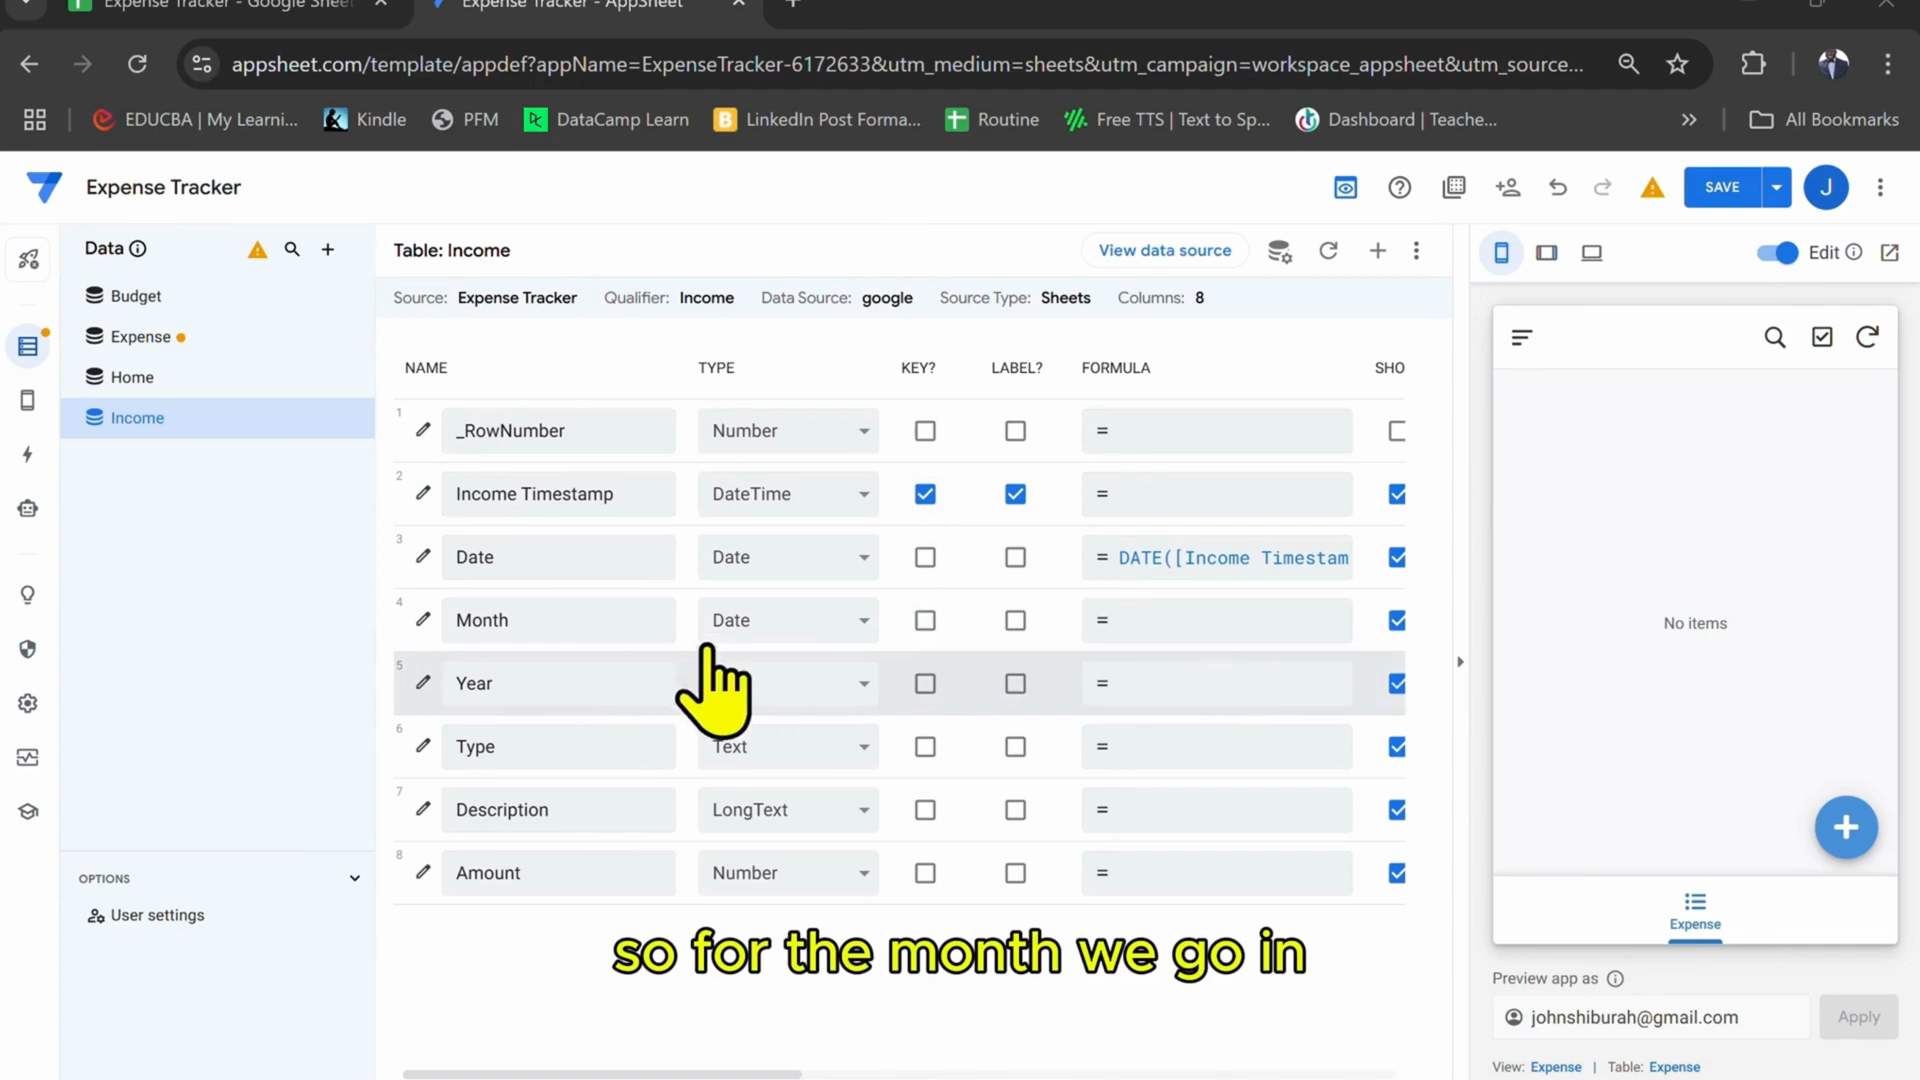 Expense Tracker - Google Sheet
Expense Tracker - AppSheet
appsheet.com/template/appdef?appName=ExpenseTracker-6172633&utm_medium=sheets&utm_campaign=workspace_appsheet&utm_source...
EDUCBA | My Learni...
Kindle
PFM
DataCamp Learn
LinkedIn Post Forma...
Routine
Free TTS | Text to Sp...
Dashboard | Teache...
All Bookmarks
Expense Tracker
SAVE
J
Data
Budget
Expense
Home
Income
OPTIONS
User settings
Table: Income
View data source
Source: Expense Tracker Qualifier: Income Data Source: google Source Type: Sheets Columns: 8
NAME TYPE KEY? LABEL? FORMULA SHO
1 _RowNumber Number =
2 Income Timestamp DateTime =
3 Date Date = DATE([Income Timestam
4 Month Date =
5 Year =
6 Type Text =
7 Description LongText =
8 Amount Number =
so for the month we go in
Edit
No items
Expense
Preview app as
johnshiburah@gmail.com
Apply
View: Expense | Table: Expense